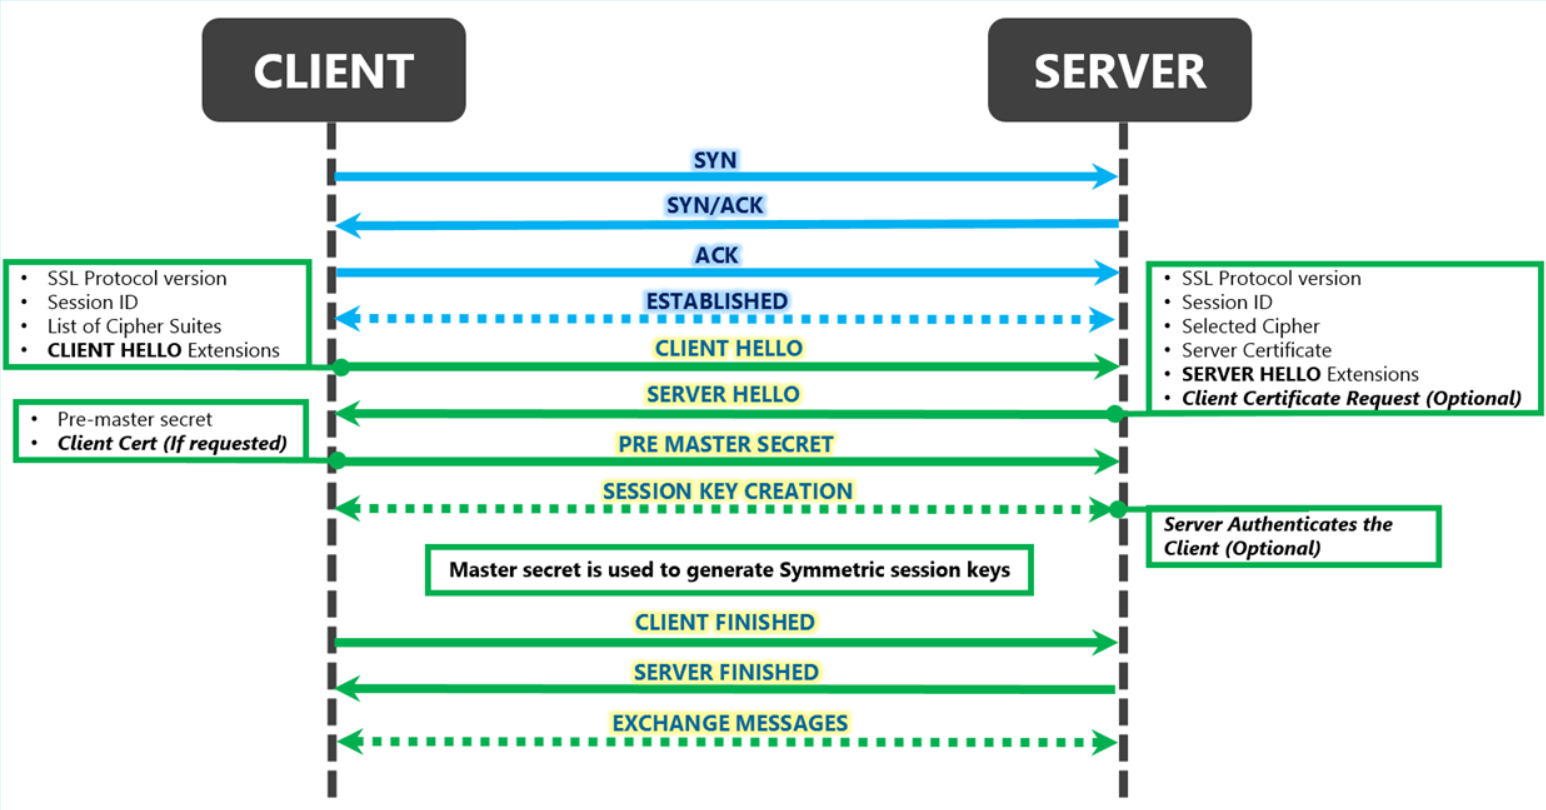 CLIENT
SERVER
SYN
SYN/ACK
ACK
ESTABLISHED
• SSL Protocol version
• Session ID
• List of Cipher Suites
• CLIENT HELLO Extensions
• SSL Protocol version
• Session ID
• Selected Cipher
• Server Certificate
• SERVER HELLO Extensions
• Client Certificate Request (Optional)
CLIENT HELLO
SERVER HELLO
• Pre-master secret
• Client Cert (If requested)
PRE MASTER SECRET
SESSION KEY CREATION
Server Authenticates the
Client (Optional)
Master secret is used to generate Symmetric session keys
CLIENT FINISHED
SERVER FINISHED
EXCHANGE MESSAGES